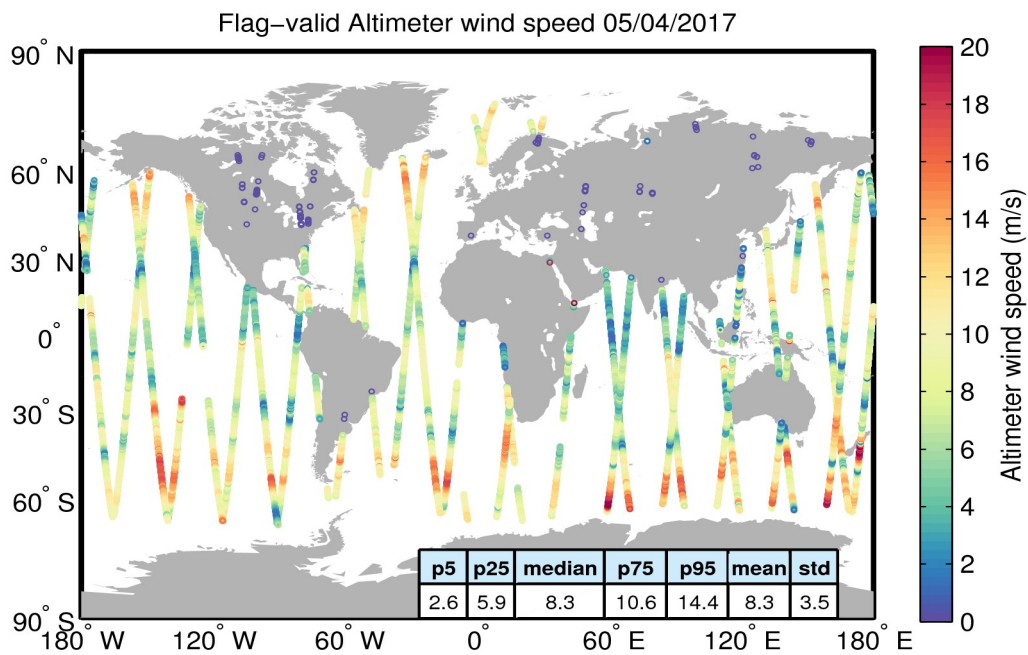 Flag−valid Altimeter wind speed 05/04/2017
90° N
60° N
30° N
0°
30° S
60° S
90° S
180° W
120° W
60° W
0°
60° E
120° E
180° E
p5 p25 median p75 p95 mean std
2.6 5.9 8.3 10.6 14.4 8.3 3.5
20
18
16
14
12
10
8
6
4
2
0
Altimeter wind speed (m/s)